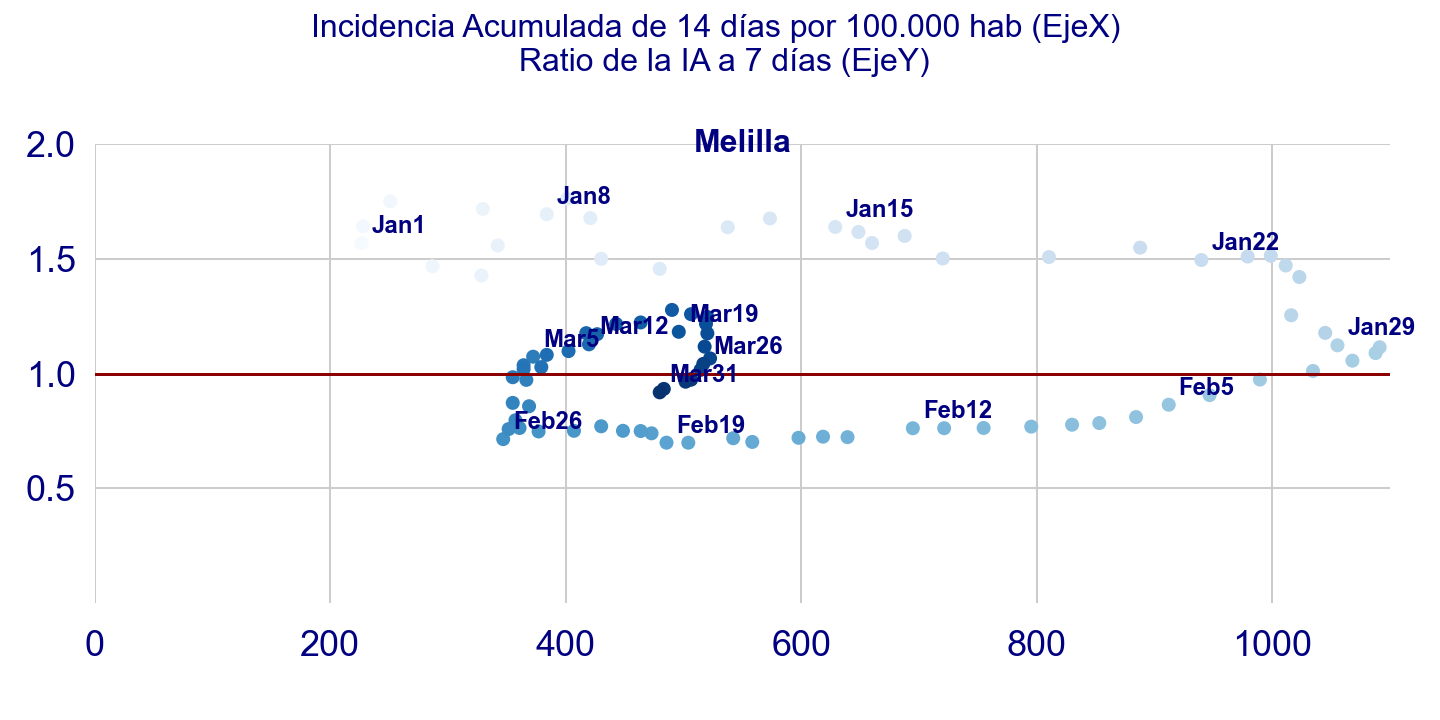 Incidencia Acumulada de 14 días por 100.000 hab (EjeX)
Ratio de la IA a 7 días (EjeY)
Melilla
2.0
Jan8
Jan15
Jan1
Jan22
1.5
Mar19
Mar12
Jan29
Mar5
Mar26
1.0
Mar31
Feb5
Feb12
Feb26
Feb19
0.5
0
200
400
600
800
1000